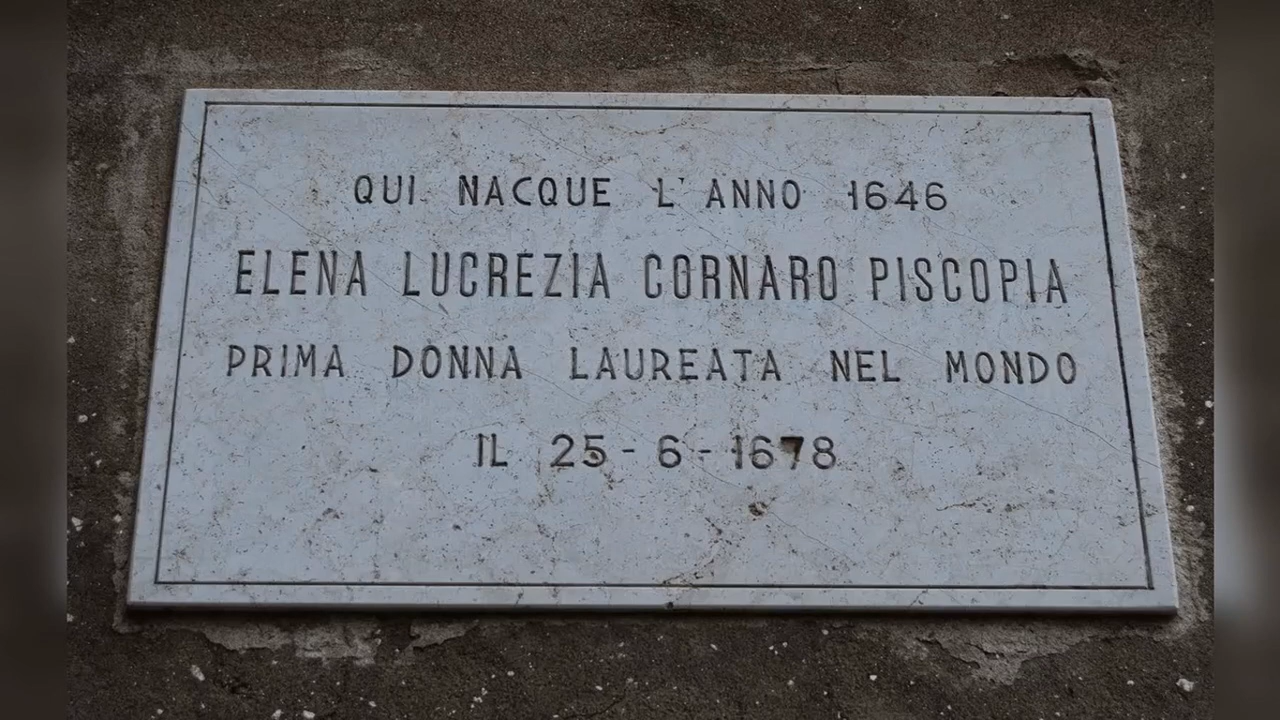 QUI NACQUE L'ANNO 1646
ELENA LUCREZIA CORNARO PISCOPIA
PRIMA DONNA LAUREATA NEL MONDO
IL 25-6-1678